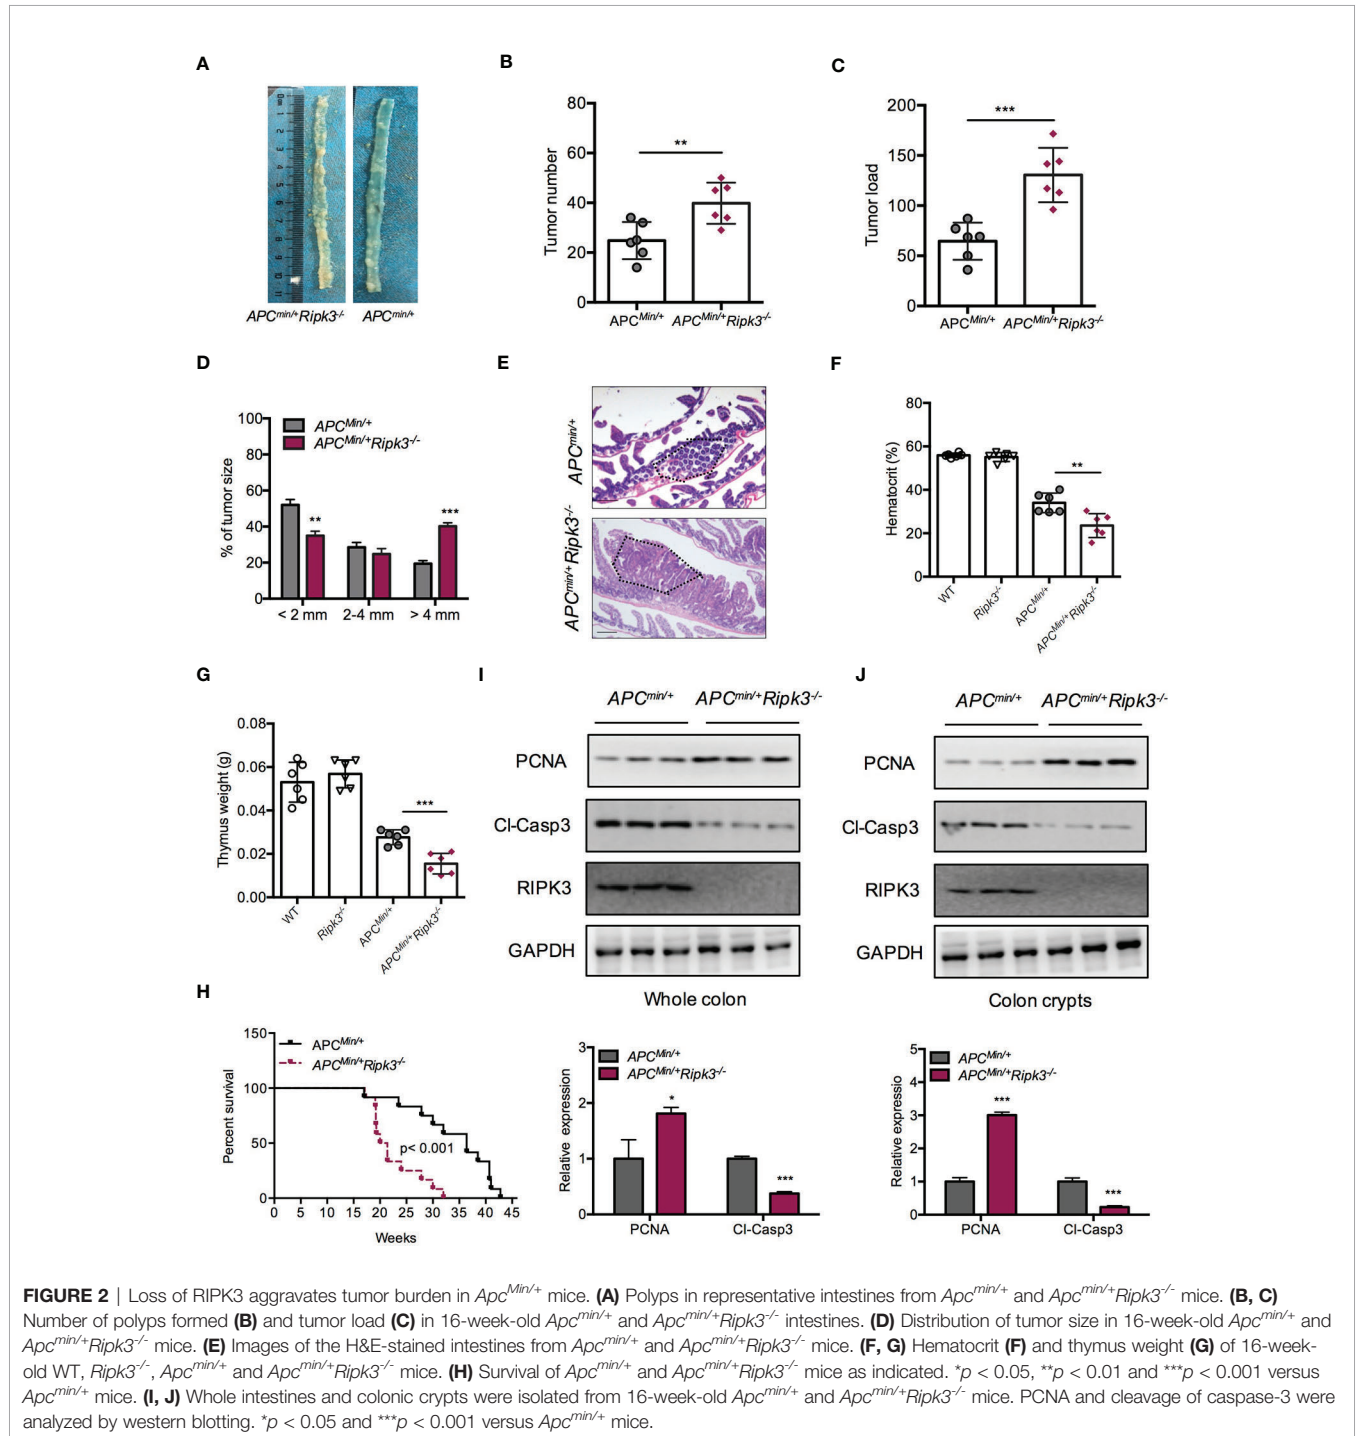 A
0cm 1 2 3 4 5 6 7 8 9 10 11
APCmin/+Ripk3-/-
APCmin/+
B
Tumor number
80
60
40
20
0
**
APCMin/+
APCMin/+Ripk3-/-
C
Tumor load
200
150
100
50
0
***
APCMin/+
APCMin/+Ripk3-/-
D
% of tumor size
100
80
60
40
20
0
APCMin/+
APCMin/+Ripk3-/-
**
***
< 2 mm 2-4 mm > 4 mm
E
APCmin/+
APCmin/+Ripk3-/-
F
Hematocrit (%)
80
60
40
20
0
**
WT
Ripk3-/-
APCMin/+
APCMin/+Ripk3-/-
G
Thymus weight (g)
0.08
0.06
0.04
0.02
0.00
***
WT
Ripk3-/-
APCMin/+
APCMin/+Ripk3-/-
I
APCmin/+ APCmin/+Ripk3-/-
PCNA
Cl-Casp3
RIPK3
GAPDH
Whole colon
J
APCmin/+ APCmin/+Ripk3-/-
PCNA
Cl-Casp3
RIPK3
GAPDH
Colon crypts
H
Percent survival
150
100
50
0
APCMin/+
APCMin/+Ripk3-/-
p< 0.001
0 5 10 15 20 25 30 35 40 45
Weeks
Relative expression
3
2
1
0
APCMin/+
APCMin/+Ripk3-/-
*
***
PCNA Cl-Casp3
Relative expressio
5
4
3
2
1
0
APCMin/+
APCMin/+Ripk3-/-
***
***
PCNA Cl-Casp3
FIGURE 2 | Loss of RIPK3 aggravates tumor burden in ApcMin/+ mice. (A) Polyps in representative intestines from Apcmin/+ and Apcmin/+Ripk3-/- mice. (B, C)
Number of polyps formed (B) and tumor load (C) in 16-week-old Apcmin/+ and Apcmin/+Ripk3-/- intestines. (D) Distribution of tumor size in 16-week-old Apcmin/+ and
Apcmin/+Ripk3-/- mice. (E) Images of the H&E-stained intestines from Apcmin/+ and Apcmin/+Ripk3-/- mice. (F, G) Hematocrit (F) and thymus weight (G) of 16-week-
old WT, Ripk3-/-, Apcmin/+ and Apcmin/+Ripk3-/- mice. (H) Survival of Apcmin/+ and Apcmin/+Ripk3-/- mice as indicated. *p < 0.05, **p < 0.01 and ***p < 0.001 versus
Apcmin/+ mice. (I, J) Whole intestines and colonic crypts were isolated from 16-week-old Apcmin/+ and Apcmin/+Ripk3-/- mice. PCNA and cleavage of caspase-3 were
analyzed by western blotting. *p < 0.05 and ***p < 0.001 versus Apcmin/+ mice.